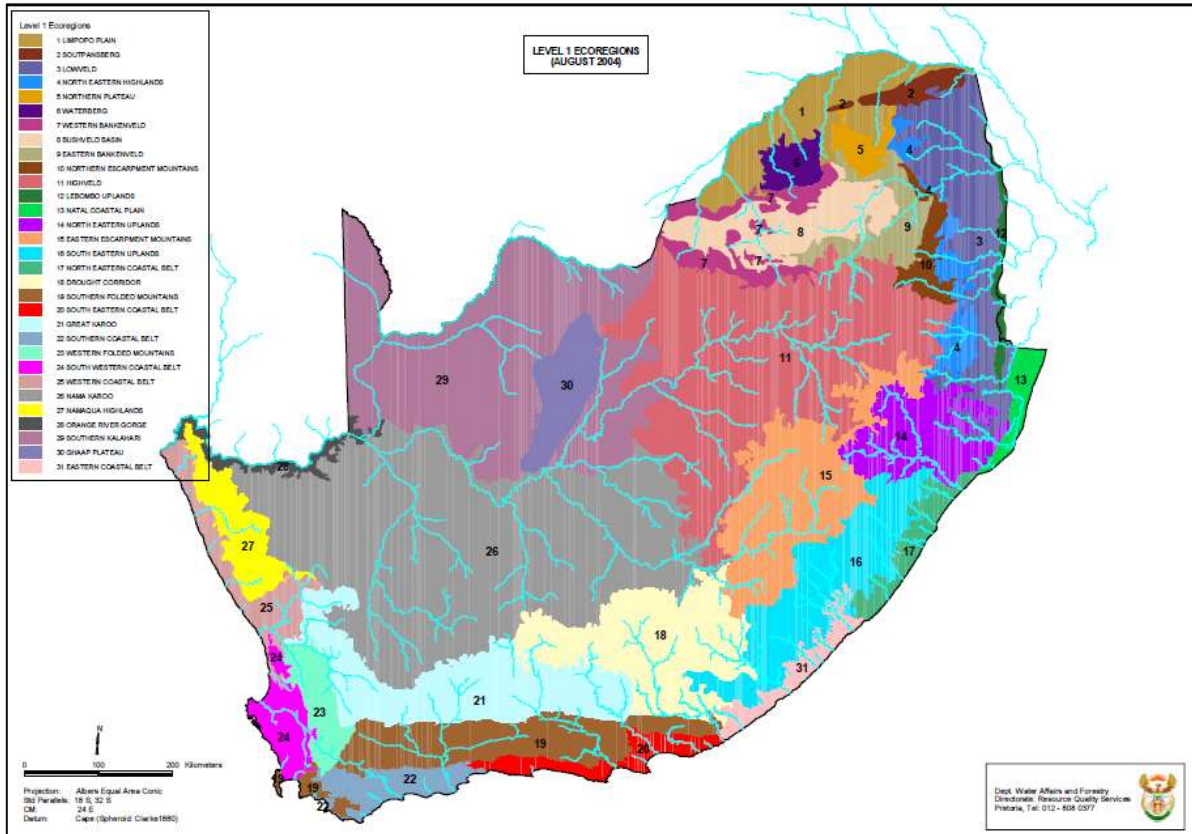 Level 1 Ecoregions
1 LIMPOPO PLAIN
2 SOUTPANSBERG
3 LOWVELD
4 NORTH EASTERN HIGHLANDS
5 NORTHERN PLATEAU
6 WATERBERG
7 WESTERN BANKENVELD
8 BUSHVELD BASIN
9 EASTERN BANKENVELD
10 NORTHERN ESCARPMENT MOUNTAINS
11 HIGHVELD
12 LEBOMBO UPLANDS
13 NATAL COASTAL PLAIN
14 NORTH EASTERN UPLANDS
15 EASTERN ESCARPMENT MOUNTAINS
16 SOUTH EASTERN UPLANDS
17 NORTH EASTERN COASTAL BELT
18 DROUGHT CORRIDOR
19 SOUTHERN FOLDED MOUNTAINS
20 SOUTH EASTERN COASTAL BELT
21 GREAT KAROO
22 SOUTHERN COASTAL BELT
23 WESTERN FOLDED MOUNTAINS
24 SOUTH WESTERN COASTAL BELT
25 WESTERN COASTAL BELT
26 NAMA KAROO
27 NAMAQUA HIGHLANDS
28 ORANGE RIVER GORGE
29 SOUTHERN KALAHARI
30 GHAAP PLATEAU
31 EASTERN COASTAL BELT
LEVEL 1 ECOREGIONS
(AUGUST 2004)
2
2
1
4
5
6
7
9
7
8
3
12
7
7
10
11
4
29
30
13
14
28
15
26
27
16
17
25
18
24
31
21
23
24
19
20
22
19
22
N
0 100 200 Kilometers
Projection: Albers Equal Area Conic
Std Parallels: 18 S, 32 S
CM: 24 E
Datum: Cape (Spheroid: Clarke1880)
Dept. Water Affairs and Forestry
Directorate: Resource Quality Services
Pretoria, Tel: 012 - 808 0377